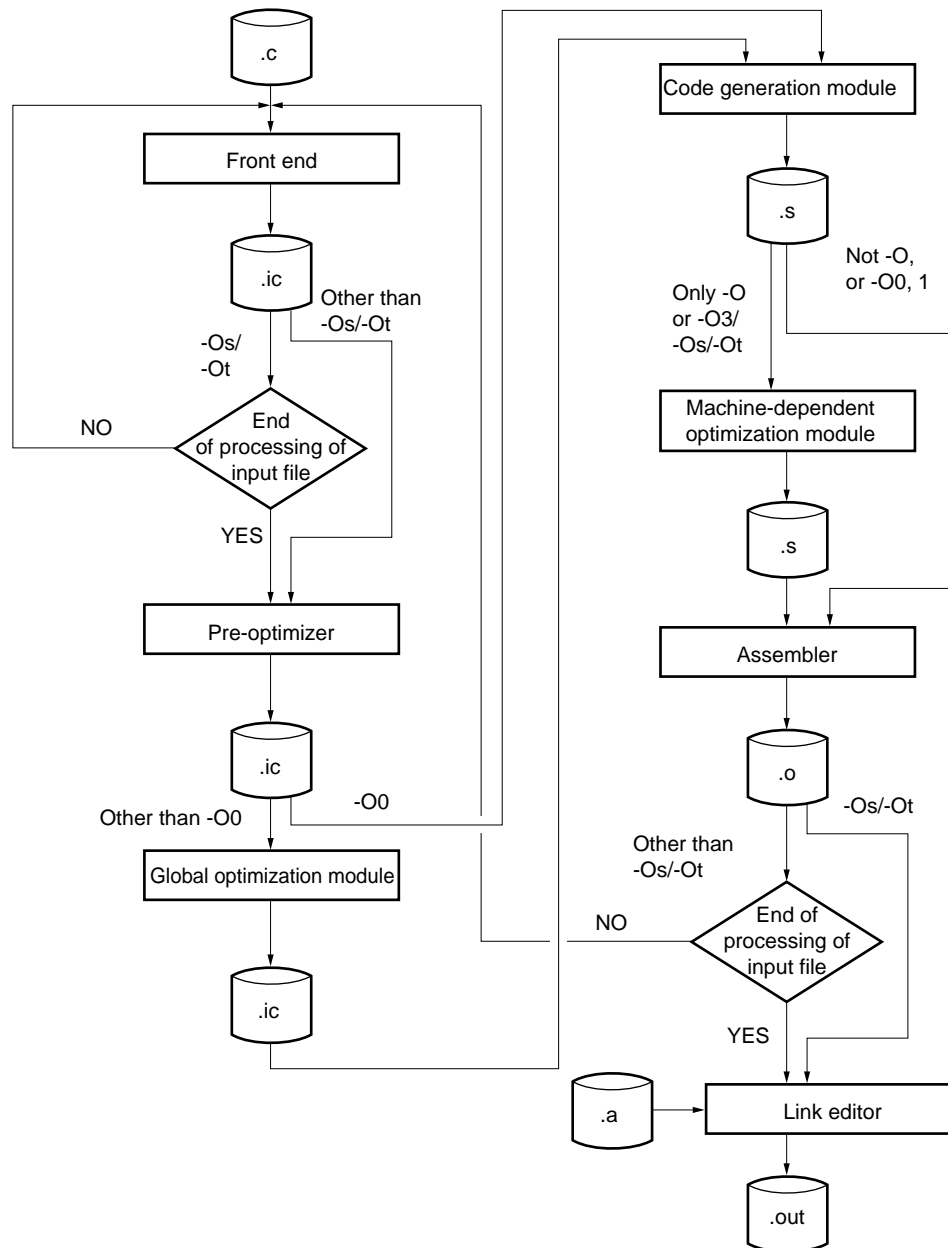 .c
Front end
.ic
Other than
-Os/-Ot
-Os/
-Ot
NO
End
of processing of
input file
YES
Pre-optimizer
.ic
Other than -O0
-O0
Global optimization module
.ic
Code generation module
.s
Not -O,
or -O0, 1
Only -O
or -O3/
-Os/-Ot
Machine-dependent
optimization module
.s
Assembler
.o
-Os/-Ot
Other than
-Os/-Ot
NO
End of
processing of
input file
YES
.a
Link editor
.out